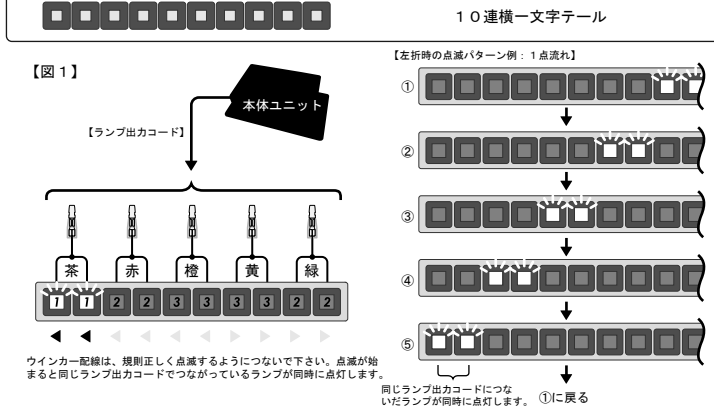 １０連横一文字テール
【図１】
本体ユニット
【ランプ出力コード】
茶 赤 橙 黄 緑
1 1 2 2 3 3 3 3 2 2
ウインカー配線は、規則正しく点滅するようにつないで下さい。点滅が始
まると同じランプ出力コードでつながっているランプが同時に点灯します。
【左折時の点滅パターン例：１点流れ】
①
②
③
④
⑤
同じランプ出力コードにつな
いだランプが同時に点灯します。
①に戻る